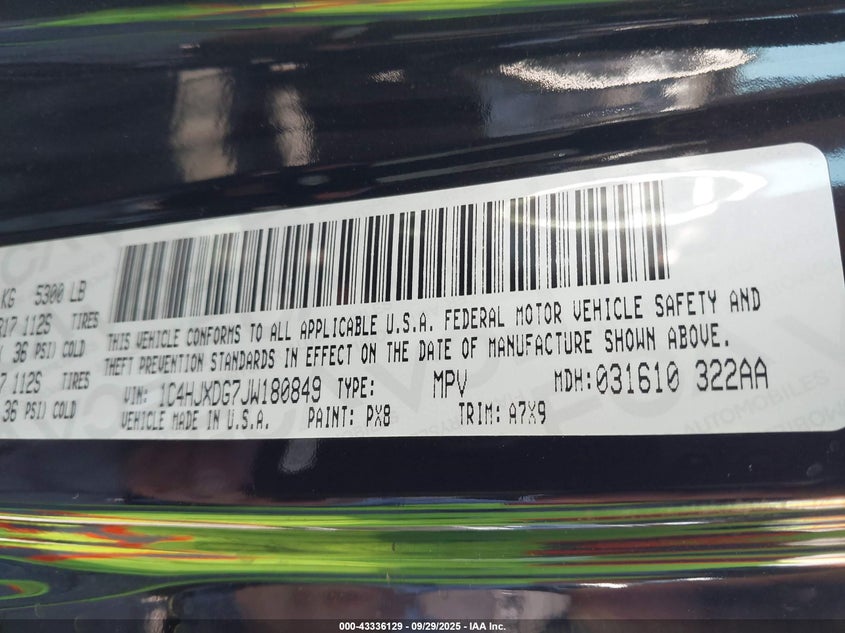 KG 5300 LB
R17 112S TIRES
36 PSI) COLD
7 112S TIRES
36 PSI) COLD
THIS VEHICLE CONFORMS TO ALL APPLICABLE U.S.A. FEDERAL MOTOR VEHICLE SAFETY AND
THEFT PREVENTION STANDARDS IN EFFECT ON THE DATE OF MANUFACTURE SHOWN ABOVE.
VIN: 1C4HJXDG7JW180849 TYPE: MPV MDH: 031610 322AA
VEHICLE MADE IN U.S.A. PAINT: PX8 TRIM: A7X9
AUTOMOBILES
000-43336129 - 09/29/2025 - IAA Inc.